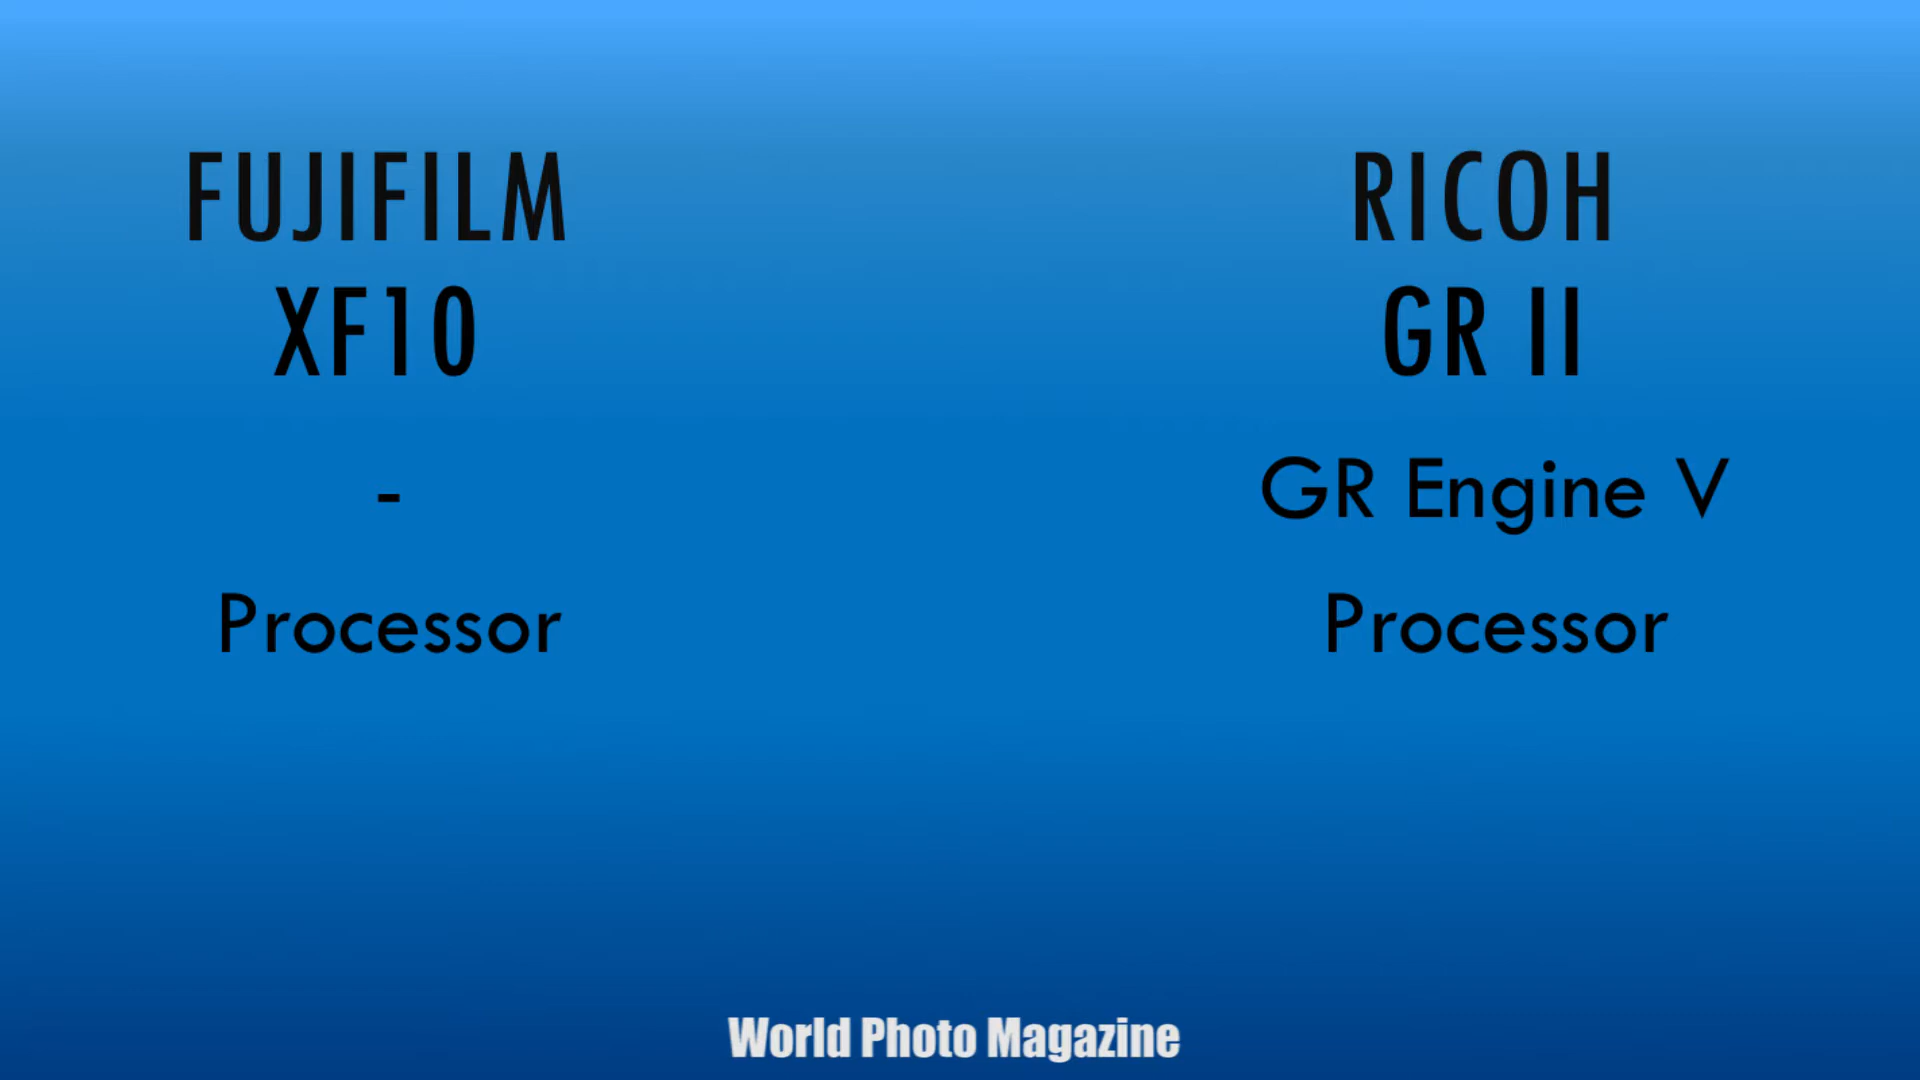 FUJIFILM
XF10
-
Processor
RICOH
GR II
GR Engine V
Processor
World Photo Magazine